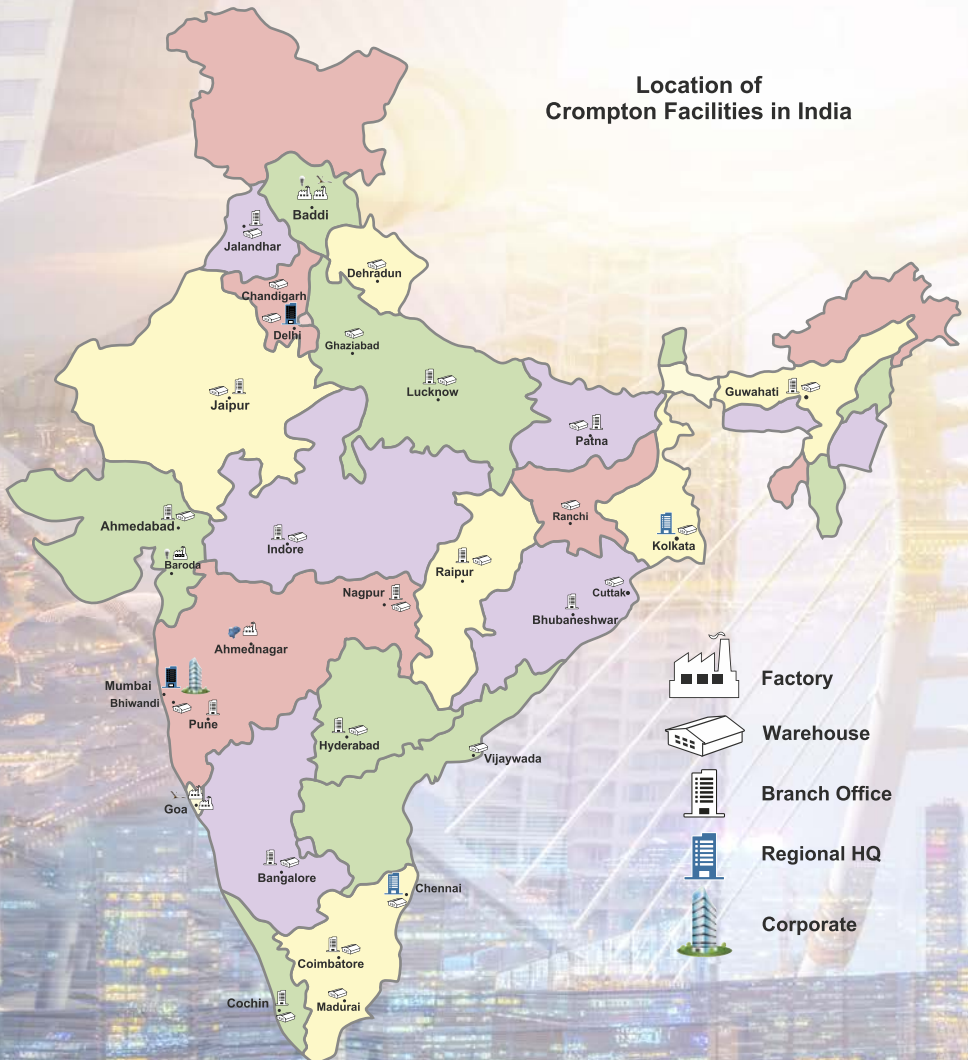 Location of
Crompton Facilities in India
Baddi
Jalandhar
Dehradun
Chandigarh
Delhi
Ghaziabad
Lucknow
Jaipur
Guwahati
Patna
Ranchi
Ahmedabad
Kolkata
Indore
Baroda
Raipur
Nagpur
Cuttak
Bhubaneshwar
Ahmednagar
Mumbai
Bhiwandi
Pune
Hyderabad
Vijaywada
Goa
Bangalore
Chennai
Coimbatore
Cochin
Madurai
Factory
Warehouse
Branch Office
Regional HQ
Corporate